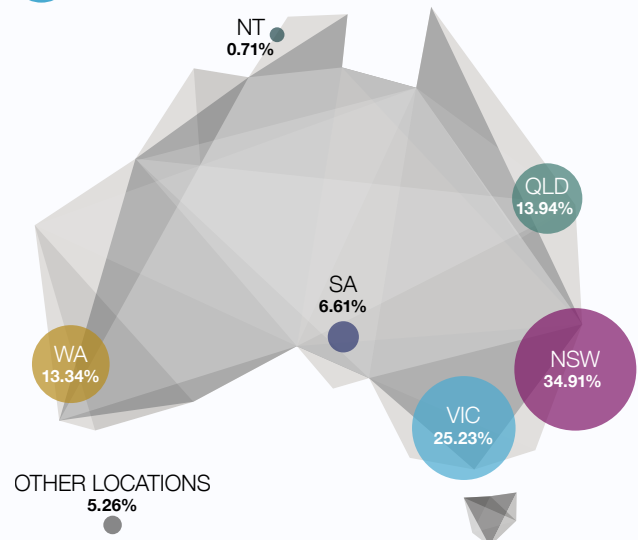 NT
0.71%
QLD
13.94%
SA
6.61%
WA
13.34%
NSW
34.91%
VIC
25.23%
OTHER LOCATIONS
5.26%